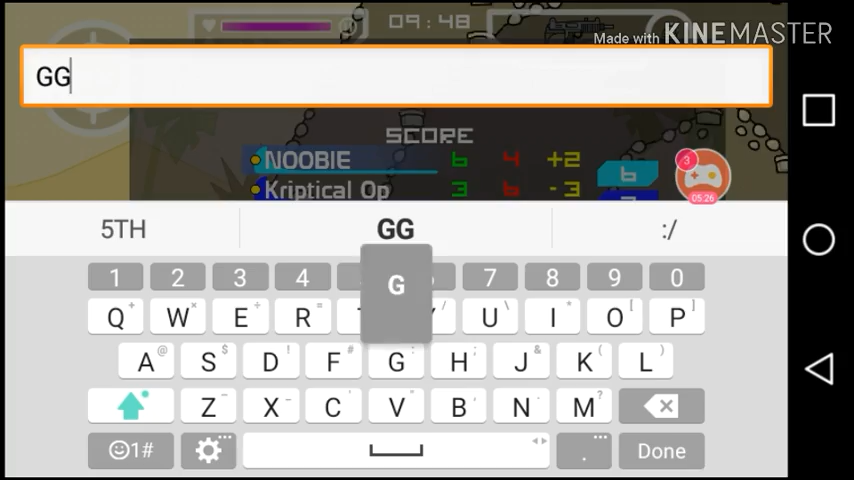 09:48
Made with KINEMASTER
GG
SCORE
NOOBIE 6 4 +2 6
Kriptical Op 3 6 -3
3
05:26
5TH GG :/
G
1 2 3 4 7 8 9 0
Q W E R U I O P
A S D F G H J K L
Z X C V B N M
1# . Done